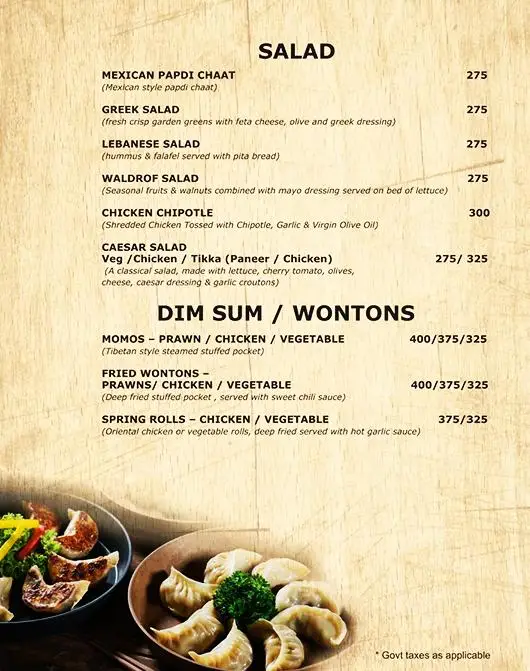 SALAD
MEXICAN PAPDI CHAAT 275
(Mexican style papdi chaat)
GREEK SALAD 275
(fresh crisp garden greens with feta cheese, olive and greek dressing)
LEBANESE SALAD 275
(hummus & falafel served with pita bread)
WALDROF SALAD 275
(Seasonal fruits & walnuts combined with mayo dressing served on bed of lettuce)
CHICKEN CHIPOTLE 300
(Shredded Chicken Tossed with Chipotle, Garlic & Virgin Olive Oil)
CAESAR SALAD
Veg /Chicken / Tikka (Paneer / Chicken) 275/ 325
(A classical salad, made with lettuce, cherry tomato, olives,
cheese, caesar dressing & garlic croutons)
DIM SUM / WONTONS
MOMOS – PRAWN / CHICKEN / VEGETABLE 400/375/325
(Tibetan style steamed stuffed pocket)
FRIED WONTONS –
PRAWNS/ CHICKEN / VEGETABLE 400/375/325
(Deep fried stuffed pocket , served with sweet chili sauce)
SPRING ROLLS – CHICKEN / VEGETABLE 375/325
(Oriental chicken or vegetable rolls, deep fried served with hot garlic sauce)
* Govt taxes as applicable